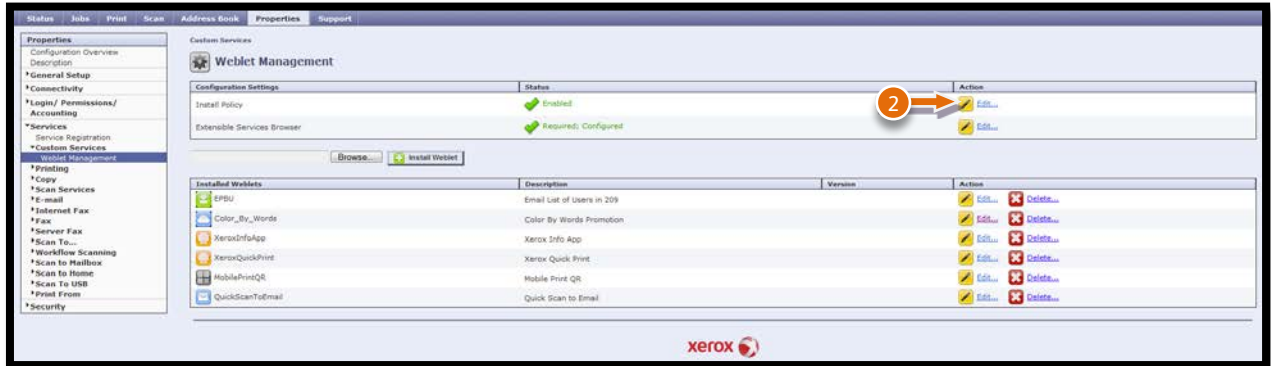 Status Jobs Print Scan Address Book Properties Support
Properties
Configuration Overview
Description
General Setup
Connectivity
Login/ Permissions/
Accounting
Services
Service Registration
Custom Services
Weblet Management
Printing
Copy
Scan Services
E-mail
Internet Fax
Fax
Server Fax
Scan To...
Workflow Scanning
Scan to Mailbox
Scan to Home
Scan To USB
Print From
Security
Custom Services
Weblet Management
Configuration Settings Status Action
Install Policy Enabled 2 Edit...
Extensible Services Browser Required; Configured Edit...
Browse... Install Weblet
Installed Weblets Description Version Action
EPBU Email List of Users in 209 Edit... Delete...
Color_By_Words Color By Words Promotion Edit... Delete...
XeroxInfoApp Xerox Info App Edit... Delete...
XeroxQuickPrint Xerox Quick Print Edit... Delete...
MobilePrintQR Mobile Print QR Edit... Delete...
QuickScanToEmail Quick Scan to Email Edit... Delete...
xerox